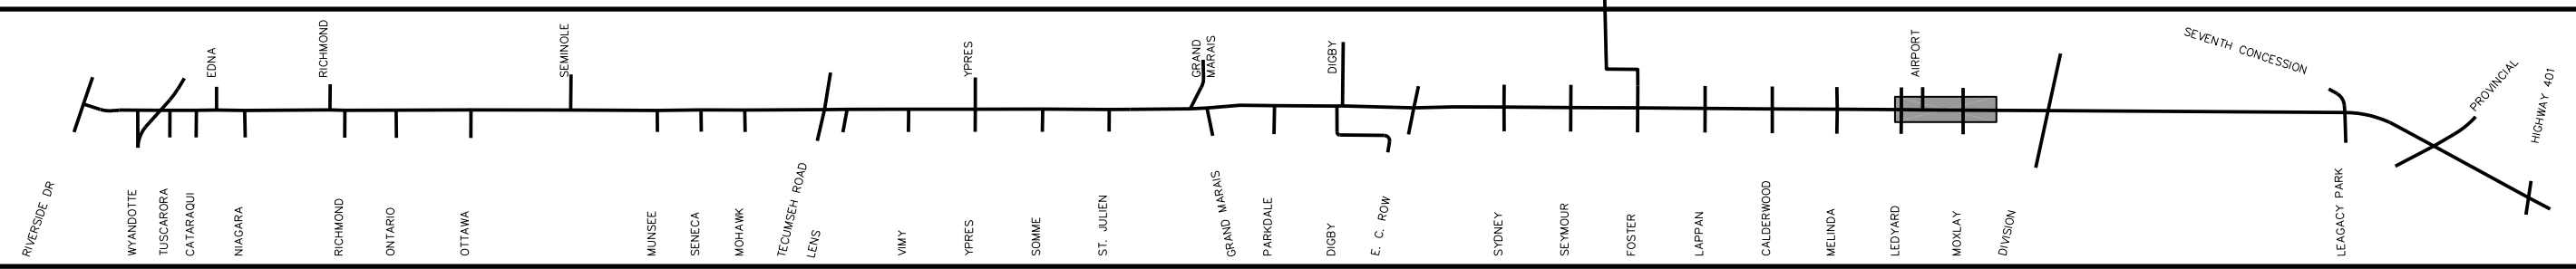 EDNA
RICHMOND
SEMINOLE
YPRES
GRAND
MARAIS
DIGBY
AIRPORT
SEVENTH CONCESSION
PROVINCIAL
HIGHWAY 401
RIVERSIDE DR
WYANDOTTE
TUSCARORA
CATARAQUI
NIAGARA
RICHMOND
ONTARIO
OTTAWA
MUNSEE
SENECA
MOHAWK
TECUMSEH ROAD
LENS
VIMY
YPRES
SOMME
ST. JULIEN
GRAND MARAIS
PARKDALE
DIGBY
E. C. ROW
SYDNEY
SEYMOUR
FOSTER
LAPPAN
CALDERWOOD
MELINDA
LEDYARD
MOXLAY
DIVISION
LEAGACY PARK